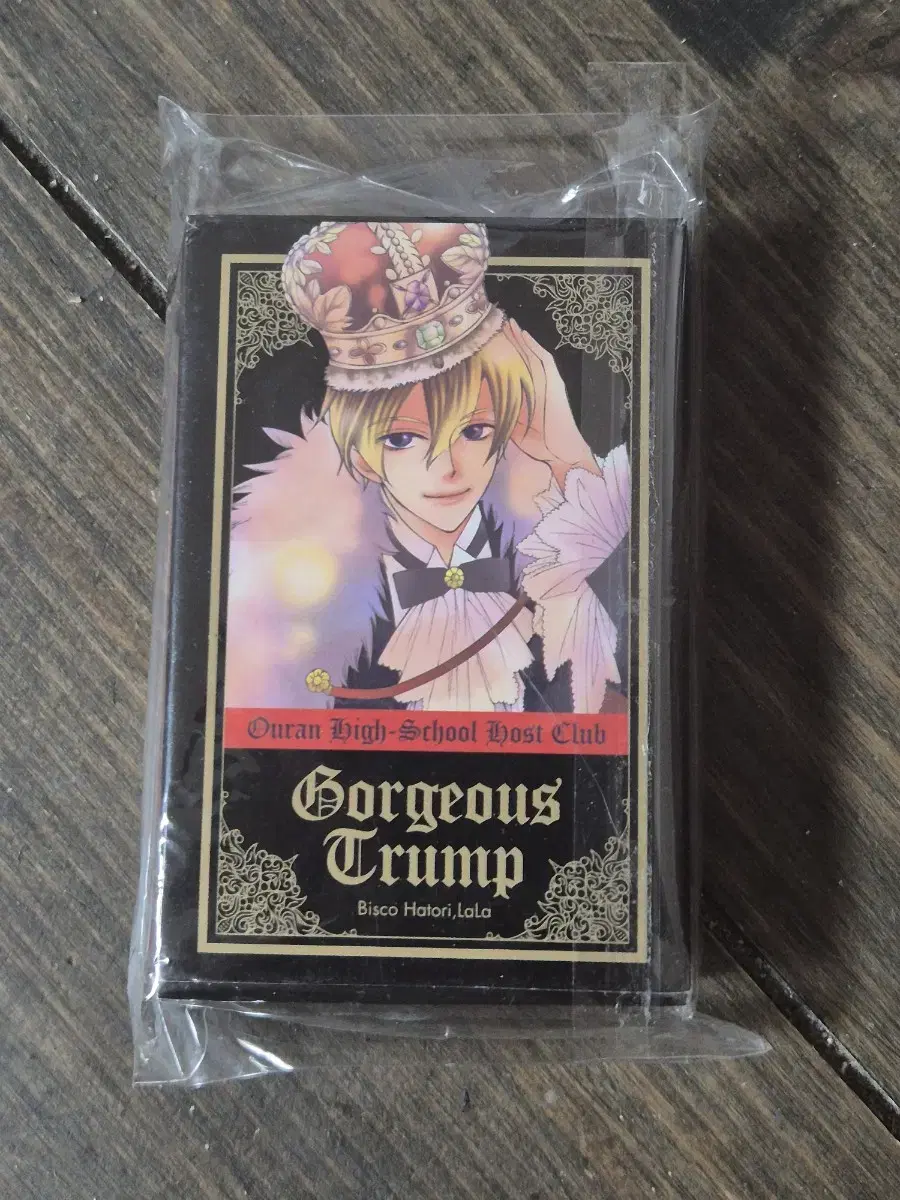 Ouran High-School Host Club
Gorgeous
Trump
Bisco Hatori,LaLa